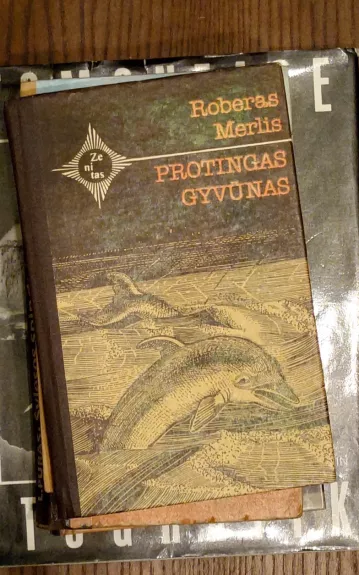 Roberas
Merlis
Ze
ni
tas
PROTINGAS
GYVŪNAS